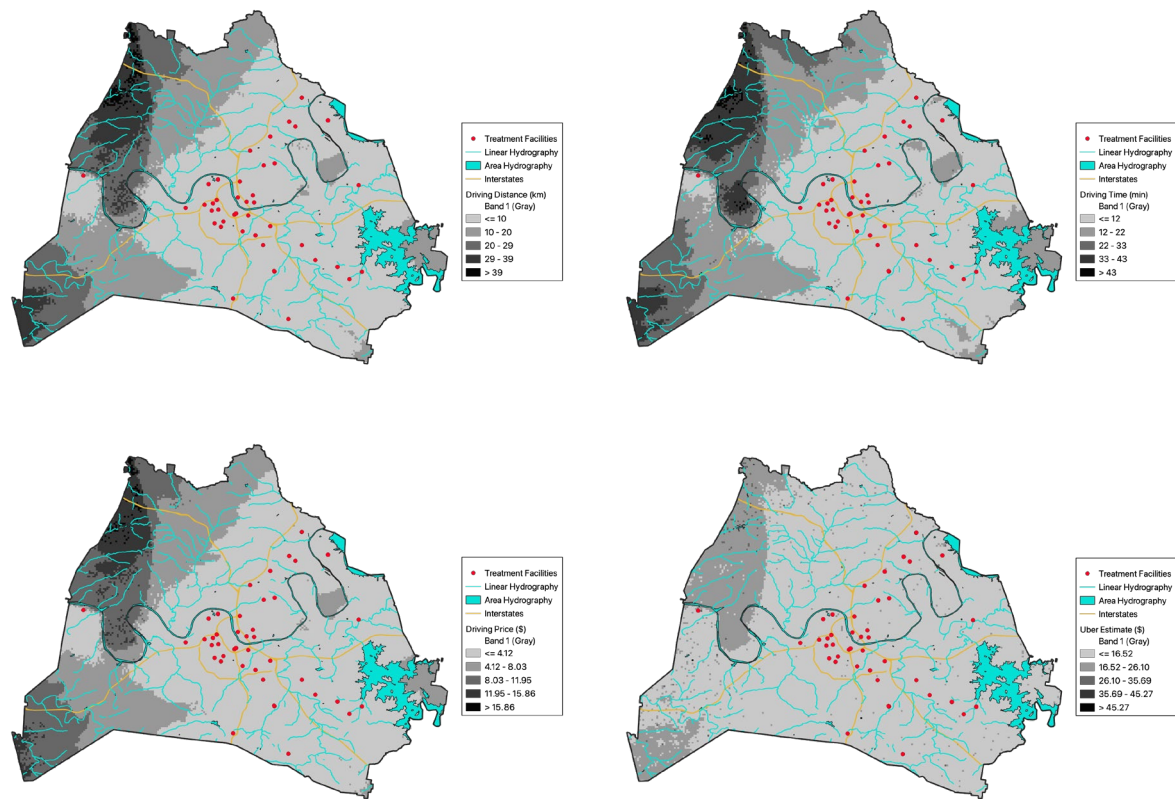 Treatment Facilities
Linear Hydrography
Area Hydrography
Interstates
Driving Distance (km)
Band 1 (Gray)
<= 10
10 - 20
20 - 29
29 - 39
> 39
Treatment Facilities
Linear Hydrography
Area Hydrography
Interstates
Driving Time (min)
Band 1 (Gray)
<= 12
12 - 22
22 - 33
33 - 43
> 43
Treatment Facilities
Linear Hydrography
Area Hydrography
Interstates
Driving Price ($)
Band 1 (Gray)
<= 4.12
4.12 - 8.03
8.03 - 11.95
11.95 - 15.86
> 15.86
Treatment Facilities
Linear Hydrography
Area Hydrography
Interstates
Uber Estimate ($)
Band 1 (Gray)
<= 16.52
16.52 - 26.10
26.10 - 35.69
35.69 - 45.27
> 45.27